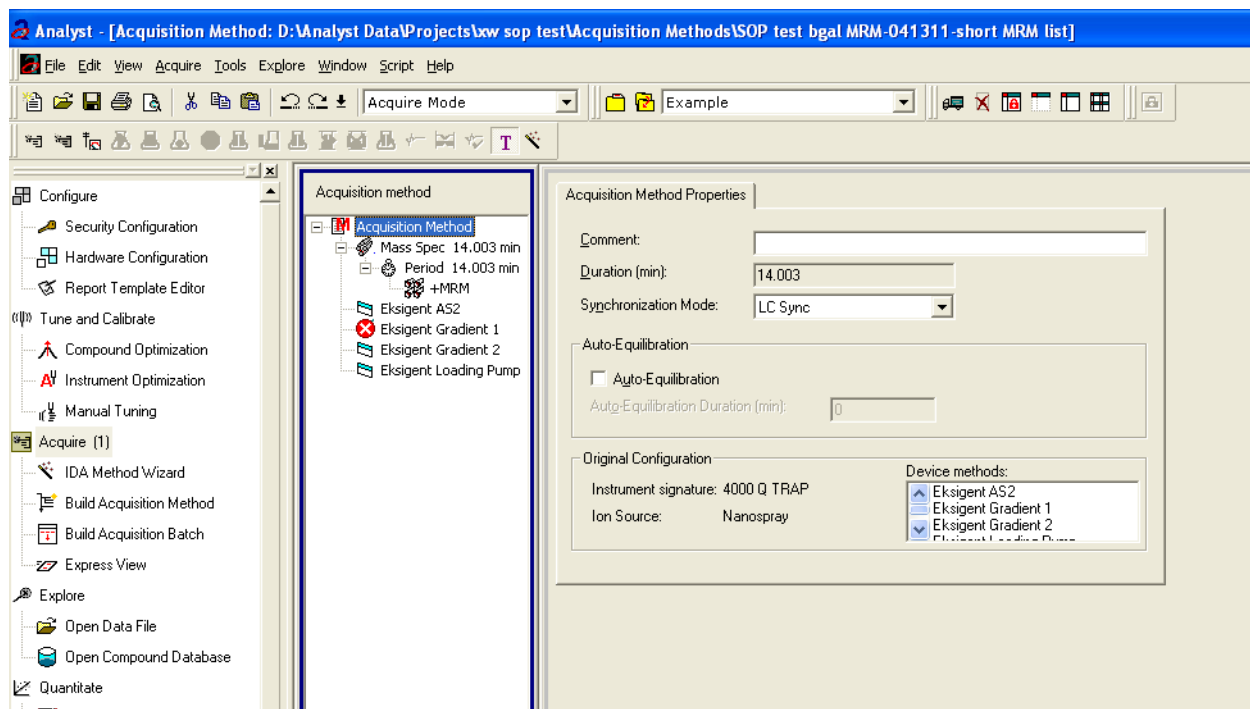 Analyst - [Acquisition Method: D:\Analyst Data\Projects\xw sop test\Acquisition Methods\SOP test bgal MRM-041311-short MRM list]
File Edit View Acquire Tools Explore Window Script Help
Acquire Mode
Example
T
Configure
Security Configuration
Hardware Configuration
Report Template Editor
Tune and Calibrate
Compound Optimization
Instrument Optimization
Manual Tuning
Acquire (1)
IDA Method Wizard
Build Acquisition Method
Build Acquisition Batch
Express View
Explore
Open Data File
Open Compound Database
Quantitate
Acquisition method
Acquisition Method
Mass Spec 14.003 min
Period 14.003 min
+MRM
Eksigent AS2
Eksigent Gradient 1
Eksigent Gradient 2
Eksigent Loading Pump
Acquisition Method Properties
Comment:
Duration (min): 14.003
Synchronization Mode: LC Sync
Auto-Equilibration
Auto-Equilibration
Auto-Equilibration Duration (min): 0
Original Configuration
Instrument signature: 4000 Q TRAP
Ion Source: Nanospray
Device methods:
Eksigent AS2
Eksigent Gradient 1
Eksigent Gradient 2
Eksigent Loading Pump